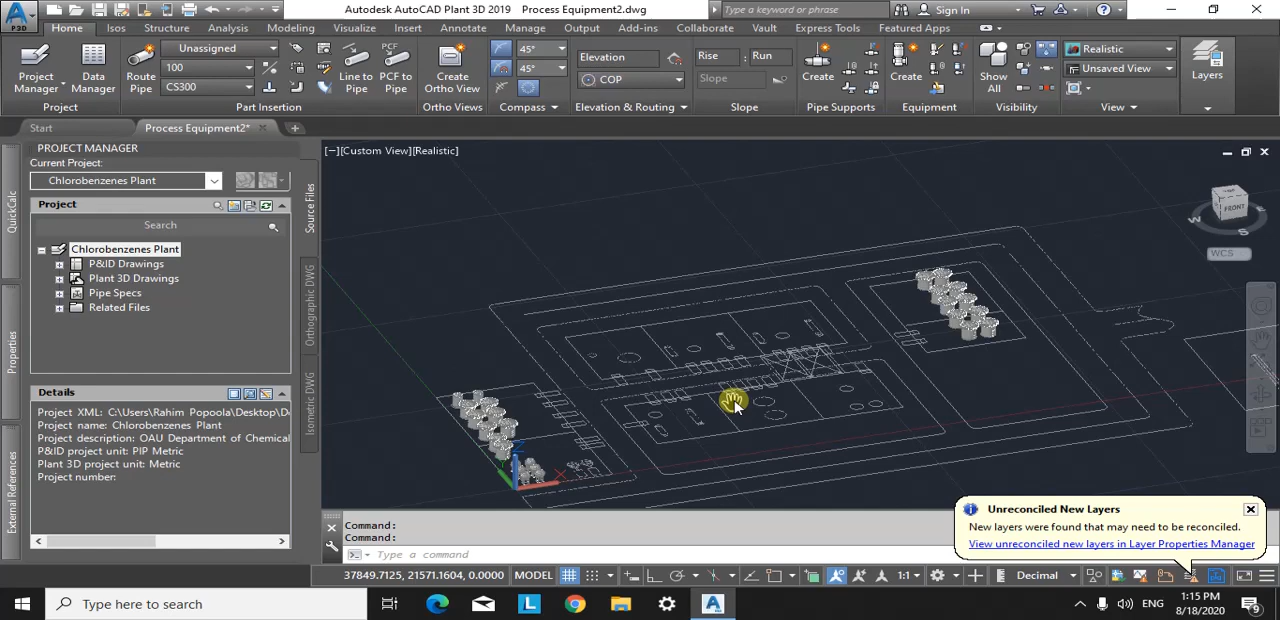 Autodesk AutoCAD Plant 3D 2019 Process Equipment2.dwg
Type a keyword or phrase
Sign In
P3D
Home Isos Structure Analysis Modeling Visualize Insert Annotate Manage Output Add-ins Collaborate Vault Express Tools Featured Apps
Project Manager
Data Manager
Project
Route Pipe
Unassigned
100
CS300
Line to Pipe
PCF to Pipe
Part Insertion
Create Ortho View
Ortho Views
45°
45°
Compass
Elevation
COP
Elevation & Routing
Rise : Run
Slope
Slope
Create
Pipe Supports
Create
Equipment
Show All
Visibility
Realistic
Unsaved View
View
Layers
Start
Process Equipment2*
PROJECT MANAGER
Current Project:
Chlorobenzenes Plant
Project
Search
Chlorobenzenes Plant
P&ID Drawings
Plant 3D Drawings
Pipe Specs
Related Files
Details
Project XML: C:\Users\Rahim Popoola\Desktop\De
Project name: Chlorobenzenes Plant
Project description: OAU Department of Chemical
P&ID project unit: PIP Metric
Plant 3D project unit: Metric
Project number:
QuickCalc
Properties
External References
Source Files
Orthographic DWG
Isometric DWG
[−][Custom View][Realistic]
FRONT
W
S
WCS
Z
X
Command:
Command:
Type a command
Unreconciled New Layers
New layers were found that may need to be reconciled.
View unreconciled new layers in Layer Properties Manager
37849.7125, 21571.1604, 0.0000 MODEL
1:1
Decimal
Type here to search
ENG
1:15 PM
8/18/2020
9